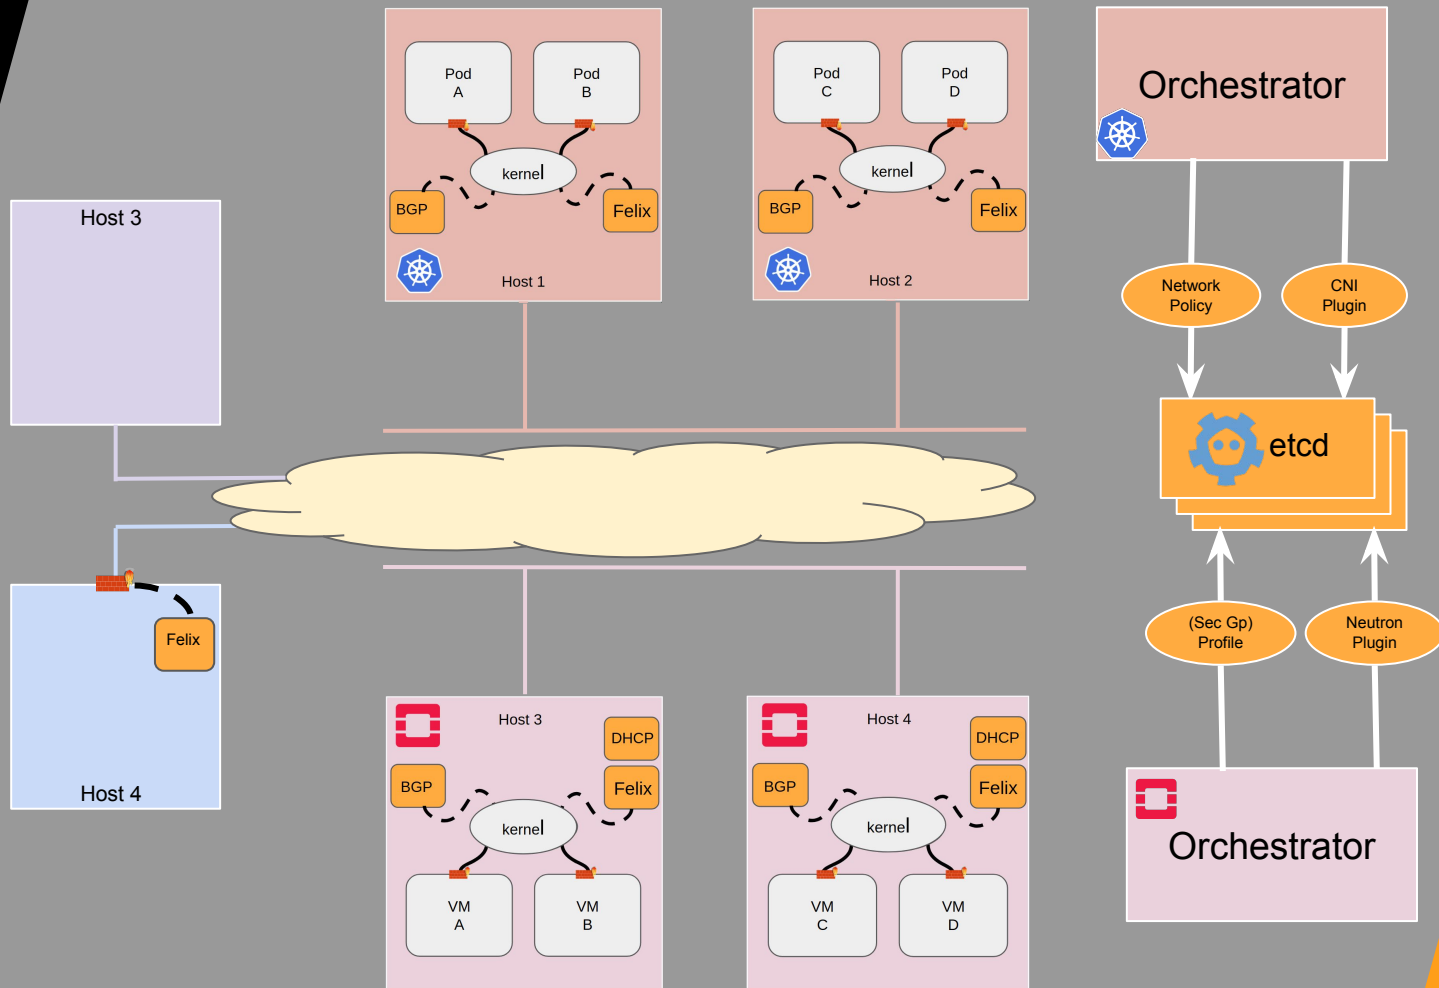 Pod
A
Pod
B
kernel
BGP
Felix
Host 1
Pod
C
Pod
D
kernel
BGP
Felix
Host 2
Orchestrator
Network
Policy
CNI
Plugin
etcd
(Sec Gp)
Profile
Neutron
Plugin
Orchestrator
Host 3
Felix
Host 4
Host 3
DHCP
BGP
Felix
kernel
VM
A
VM
B
Host 4
DHCP
BGP
Felix
kernel
VM
C
VM
D